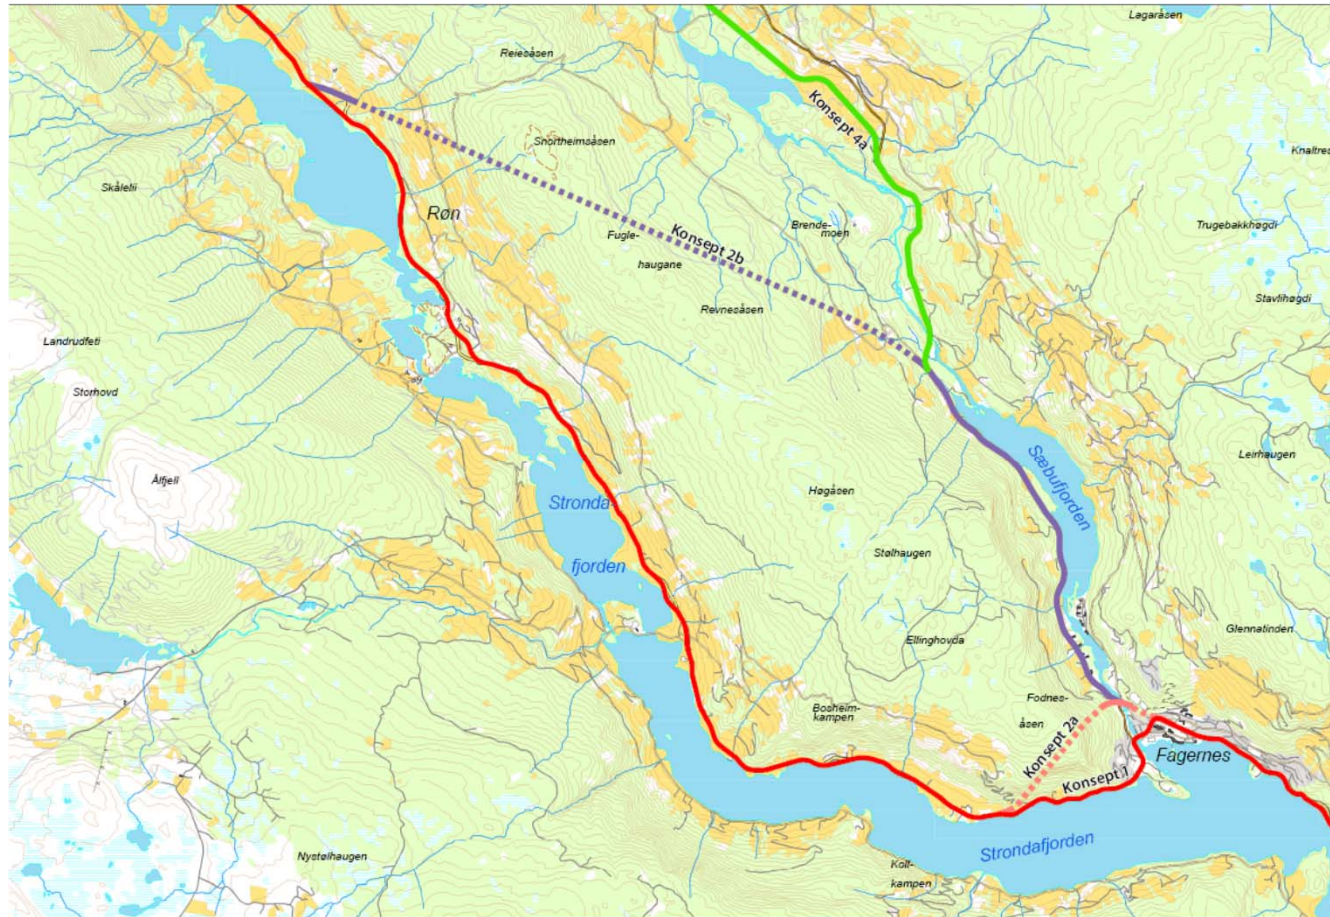 Lagaråsen
Reiesåsen
Konsept 4a
Snortheimsåsen
Knaltres
Skålelii
Røn
Brende-
moen
Trugebakkhøgdi
Fugle-
haugane
Konsept 2b
Stavlihøgdi
Revnesåsen
Landrudfeti
Storhovd
Sæbufjorden
Leirhaugen
Ålfjell
Høgåsen
Stronda-
fjorden
Stølhaugen
Glennatinden
Ellinghovda
Fodnes-
åsen
Bosheim-
kampen
Konsept 2a
Fagernes
Konsept 1
Strondafjorden
Nystølhaugen
Koll-
kampen